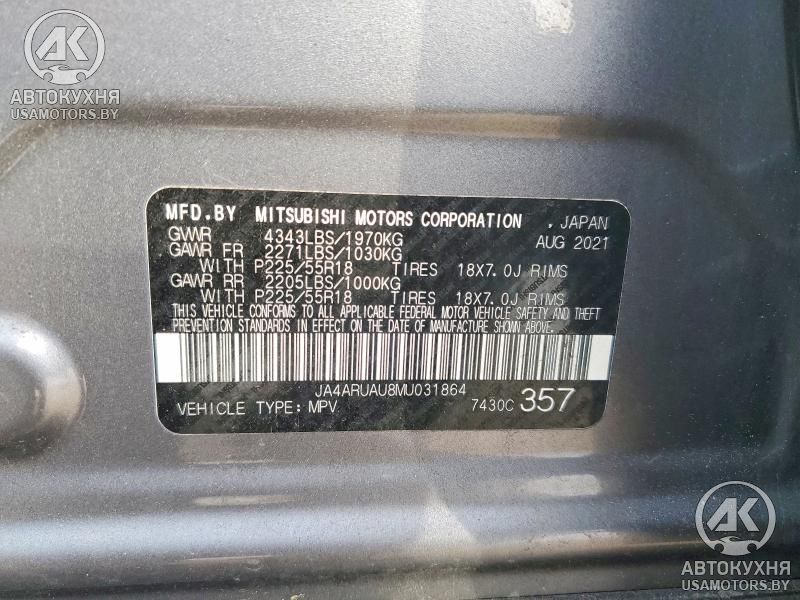 AK
АВТОКУХНЯ
USAMOTORS.BY
MFD.BY MITSUBISHI MOTORS CORPORATION , JAPAN
GVWR 4343LBS/1970KG AUG 2021
GAWR FR 2271LBS/1030KG
WITH P225/55R18 TIRES 18X7.0J RIMS
GAWR RR 2205LBS/1000KG
WITH P225/55R18 TIRES 18X7.0J RIMS
THIS VEHICLE CONFORMS TO ALL APPLICABLE FEDERAL MOTOR VEHICLE SAFETY AND THEFT
PREVENTION STANDARDS IN EFFECT ON THE DATE OF MANUFACTURE SHOWN ABOVE.
JA4ARUAU8MU031864
VEHICLE TYPE: MPV 7430C 357
AK
АВТОКУХНЯ
USAMOTORS.BY